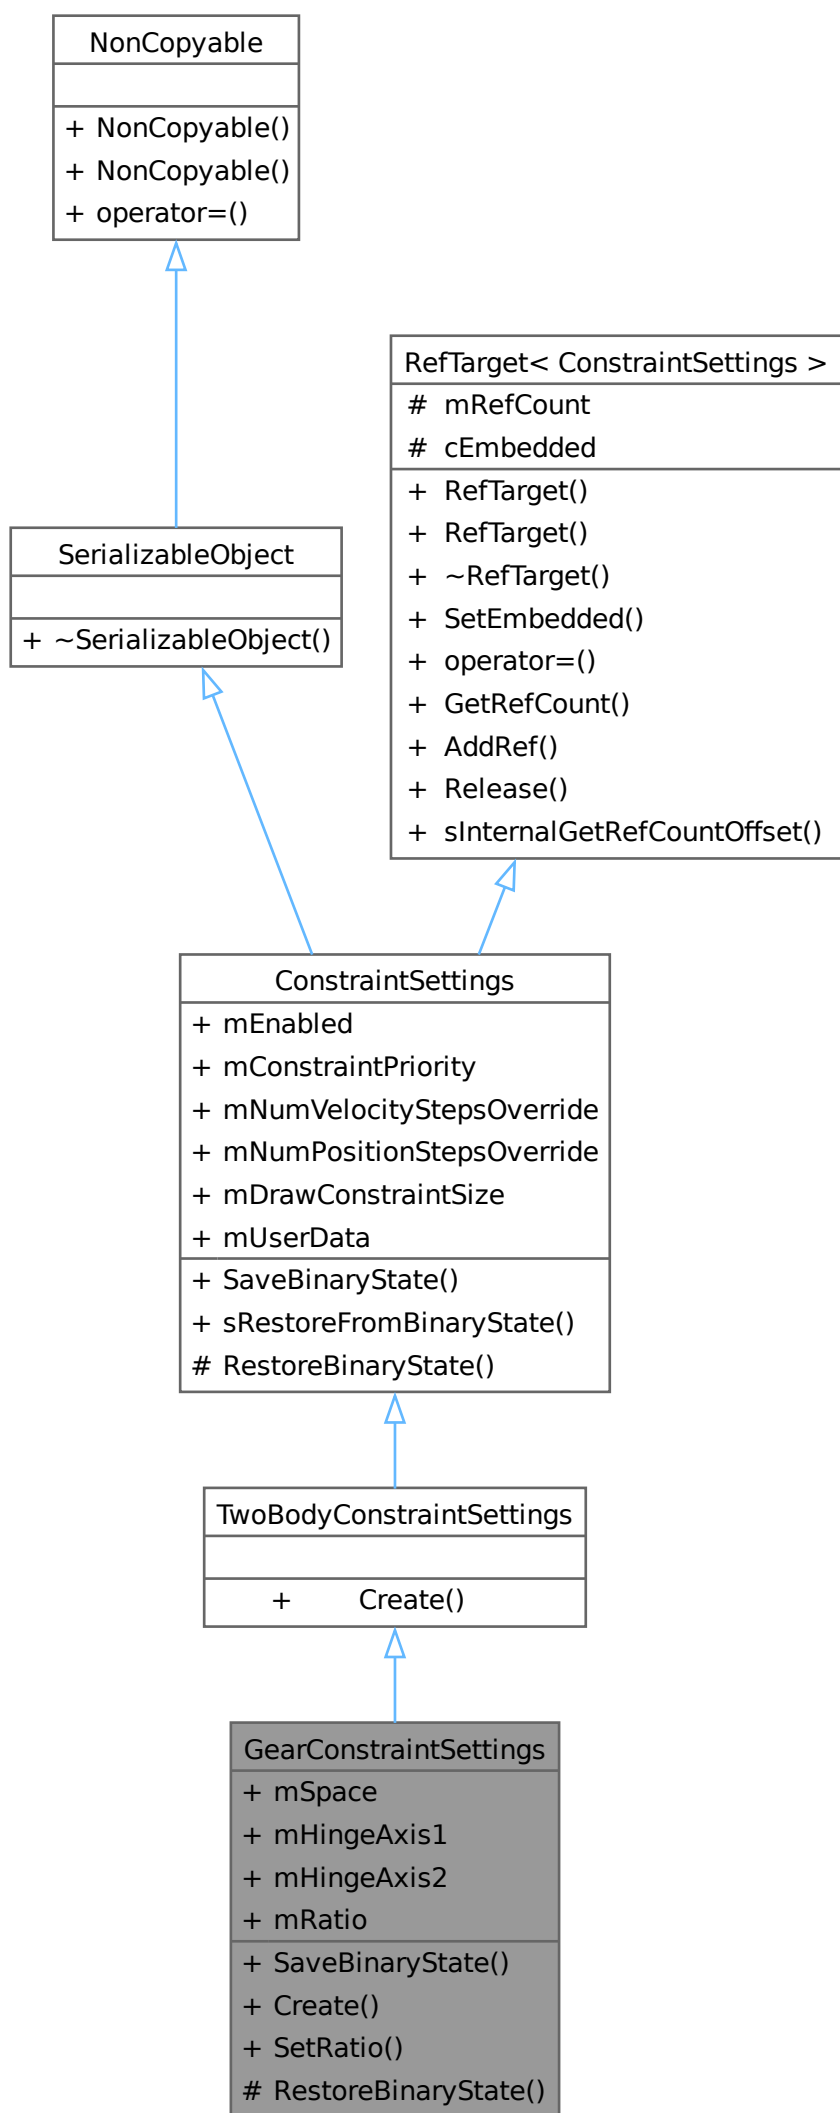 NonCopyable
+ NonCopyable()
+ NonCopyable()
+ operator=()
RefTarget< ConstraintSettings >
# mRefCount
# cEmbedded
+ RefTarget()
+ RefTarget()
+ ~RefTarget()
+ SetEmbedded()
+ operator=()
+ GetRefCount()
+ AddRef()
+ Release()
+ sInternalGetRefCountOffset()
SerializableObject
+ ~SerializableObject()
ConstraintSettings
+ mEnabled
+ mConstraintPriority
+ mNumVelocityStepsOverride
+ mNumPositionStepsOverride
+ mDrawConstraintSize
+ mUserData
+ SaveBinaryState()
+ sRestoreFromBinaryState()
# RestoreBinaryState()
TwoBodyConstraintSettings
+ Create()
GearConstraintSettings
+ mSpace
+ mHingeAxis1
+ mHingeAxis2
+ mRatio
+ SaveBinaryState()
+ Create()
+ SetRatio()
# RestoreBinaryState()